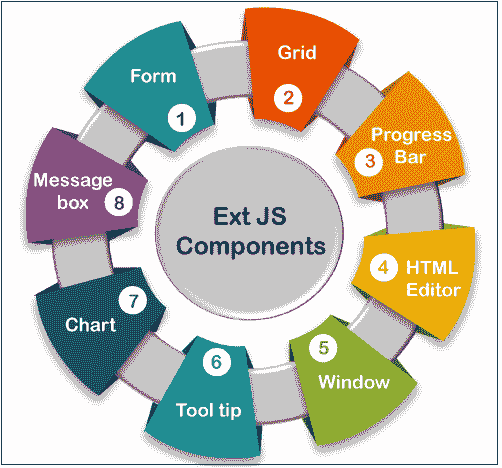 Ext JS
Components
Form
1
Grid
2
Progress
Bar
3
HTML
Editor
4
Window
5
Tool tip
6
Chart
7
Message
box
8